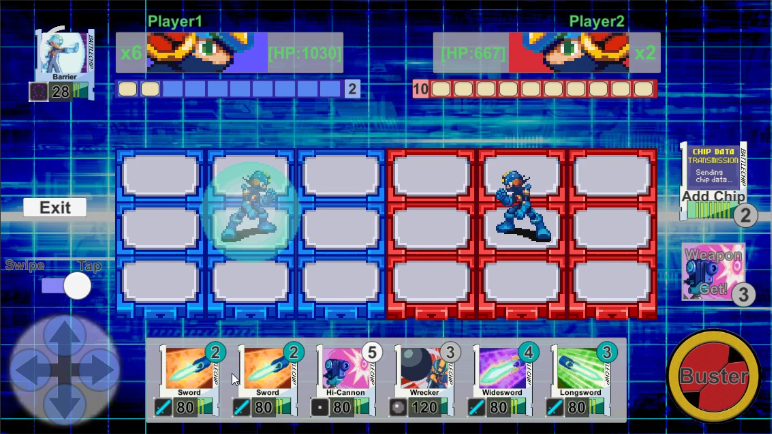 Player1
Player2
x6
[HP:1030]
[HP:667]
x2
Barrier
28
2
10
CHIP DATA
TRANSMISSION
Sending
chip data...
Add Chip
2
Exit
Swipe
Tap
Weapon
Get!
3
Buster
2
2
5
3
4
3
Sword
Sword
Hi-Cannon
Wrecker
Widesword
Longsword
80
80
80
120
80
80